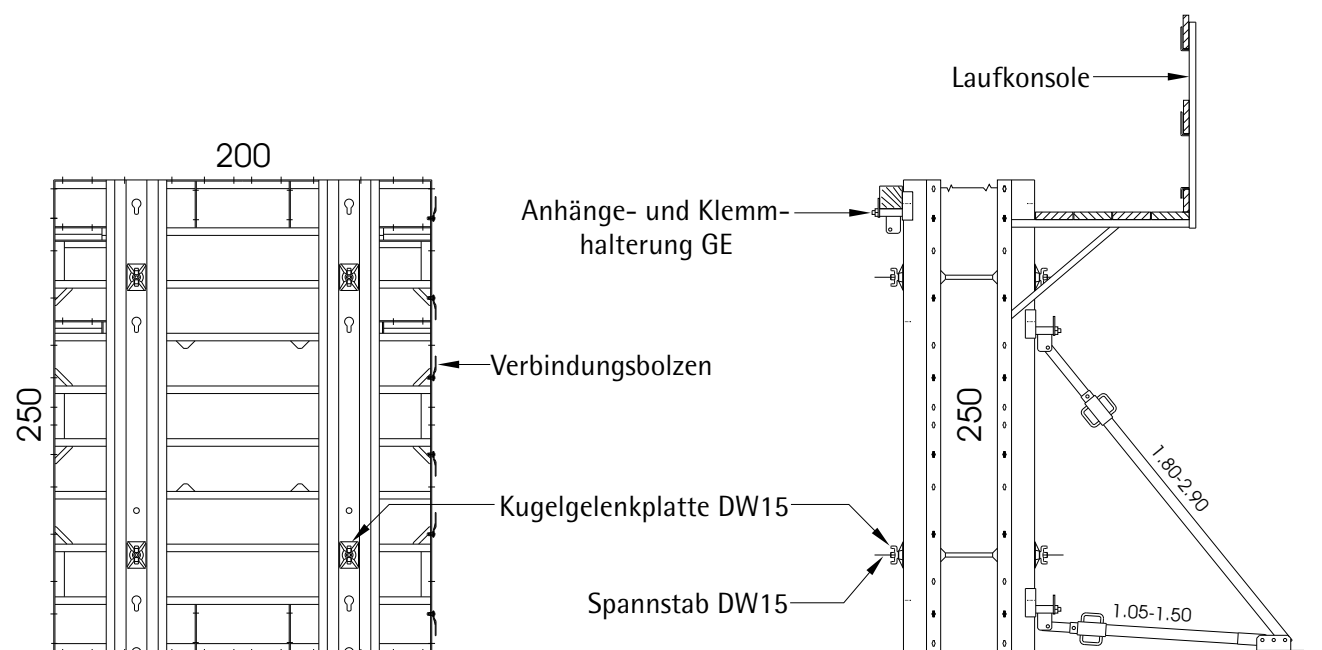 Laufkonsole
200
Anhänge- und Klemm-
halterung GE
Verbindungsbolzen
250
250
1.80-2.90
Kugelgelenkplatte DW15
Spannstab DW15
1.05-1.50